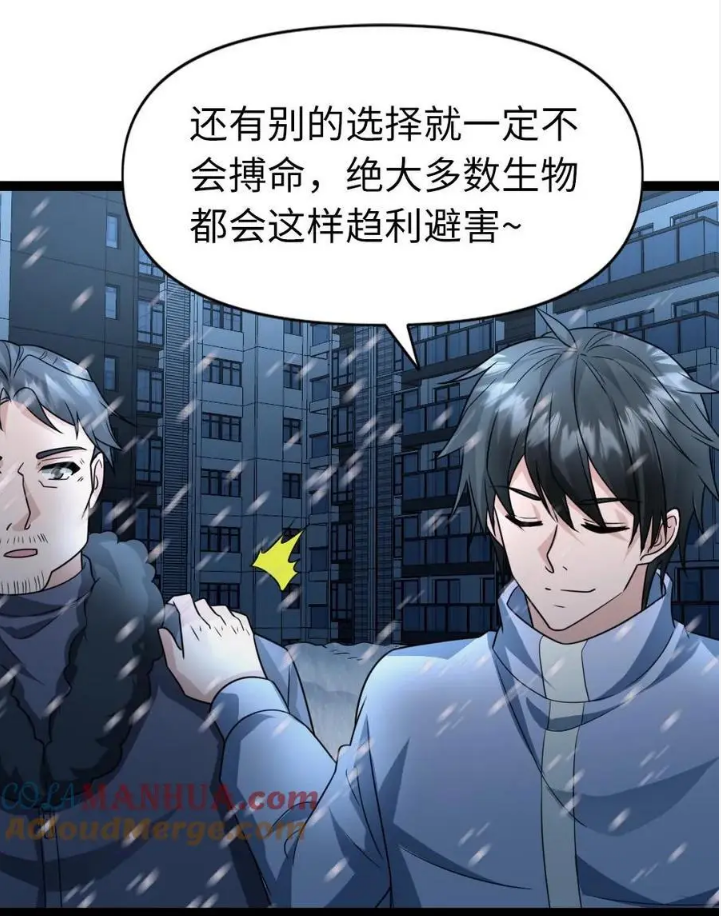 还有别的选择就一定不
会搏命，绝大多数生物
都会这样趋利避害~
COLAMANHUA.com
AcloudMerge.com